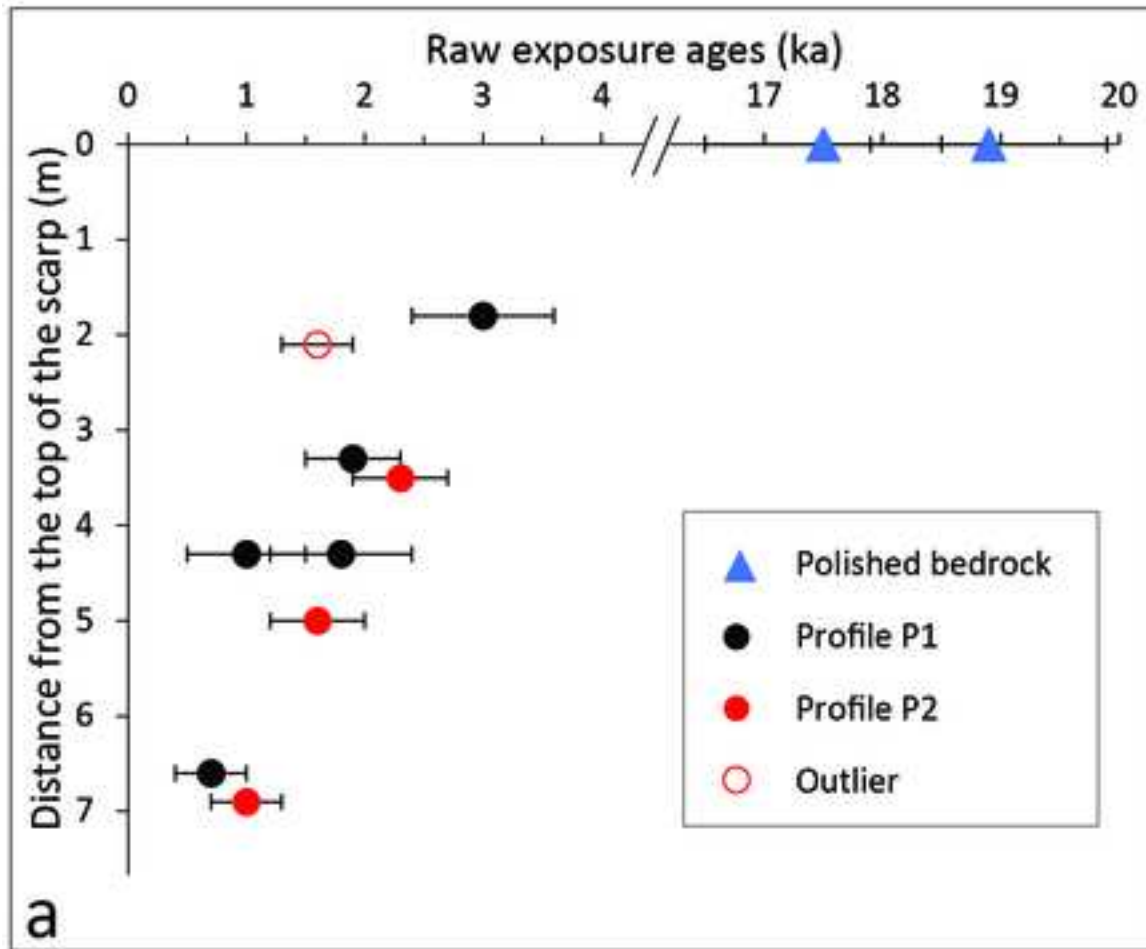 Raw exposure ages (ka)
0 1 2 3 4 17 18 19 20
Distance from the top of the scarp (m)
0
1
2
3
4
5
6
7
Polished bedrock
Profile P1
Profile P2
Outlier
a